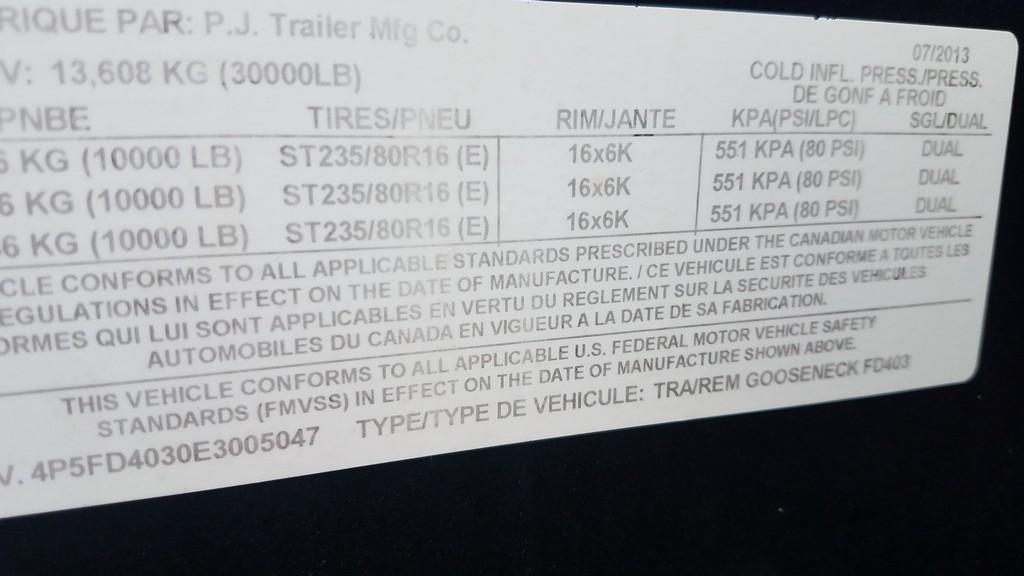 RIQUE PAR: P.J. Trailer Mfg Co.
07/2013
V: 13,608 KG (30000LB)
COLD INFL. PRESS./PRESS.
DE GONF A FROID
PNBE TIRES/PNEU RIM/JANTE KPA(PSI/LPC) SGL/DUAL
6 KG (10000 LB) ST235/80R16 (E) 16x6K 551 KPA (80 PSI) DUAL
6 KG (10000 LB) ST235/80R16 (E) 16x6K 551 KPA (80 PSI) DUAL
6 KG (10000 LB) ST235/80R16 (E) 16x6K 551 KPA (80 PSI) DUAL
CLE CONFORMS TO ALL APPLICABLE STANDARDS PRESCRIBED UNDER THE CANADIAN MOTOR VEHICLE
EGULATIONS IN EFFECT ON THE DATE OF MANUFACTURE. / CE VEHICULE EST CONFORME A TOUTES LES
ORMES QUI LUI SONT APPLICABLES EN VERTU DU REGLEMENT SUR LA SECURITE DES VEHICULES
AUTOMOBILES DU CANADA EN VIGUEUR A LA DATE DE SA FABRICATION.
THIS VEHICLE CONFORMS TO ALL APPLICABLE U.S. FEDERAL MOTOR VEHICLE SAFETY
STANDARDS (FMVSS) IN EFFECT ON THE DATE OF MANUFACTURE SHOWN ABOVE.
V. 4P5FD4030E3005047 TYPE/TYPE DE VEHICULE: TRA/REM GOOSENECK FD403